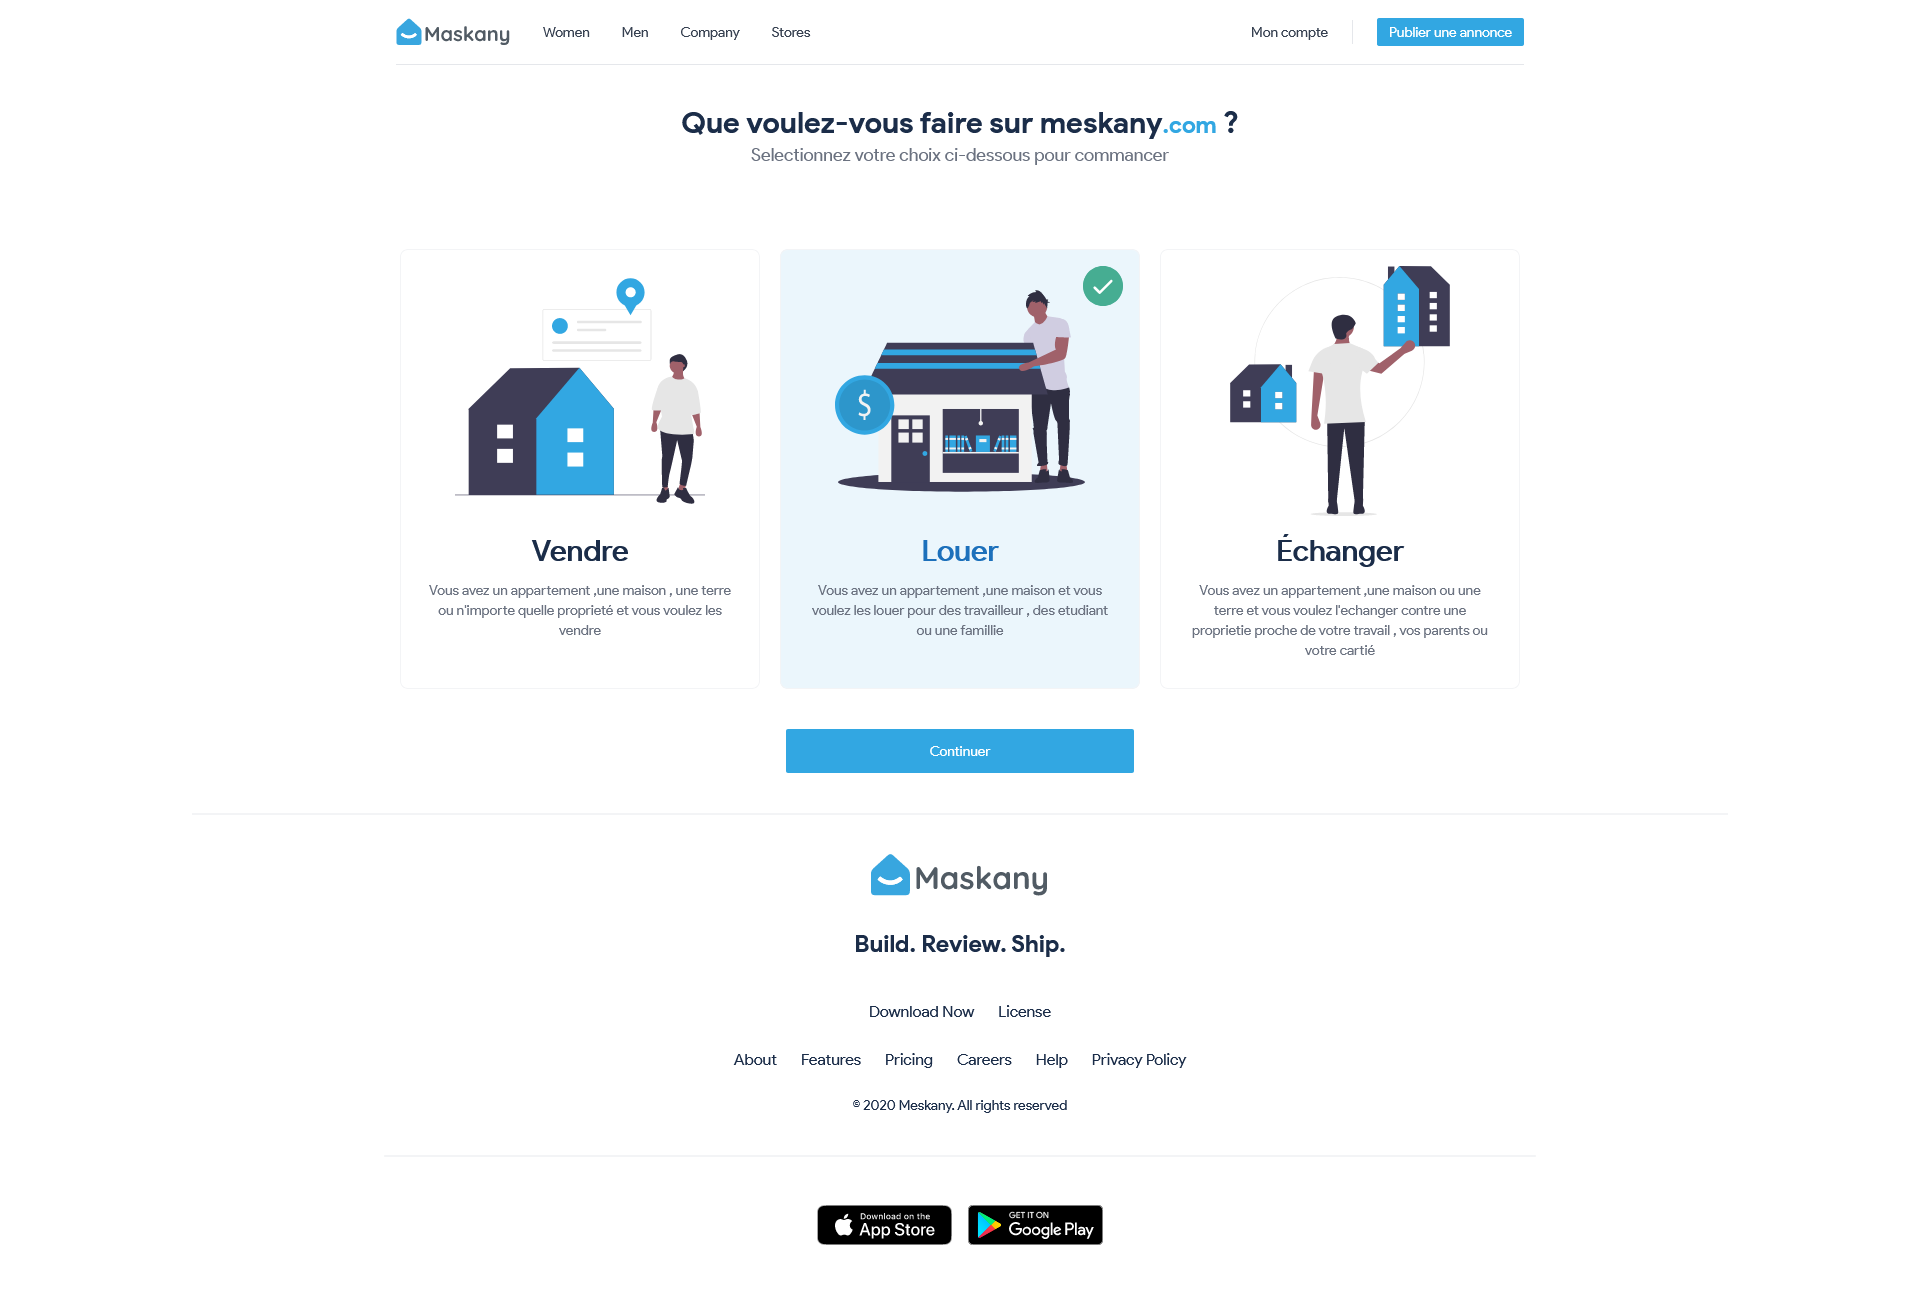 Maskany Women Men Company Stores Mon compte Publier une annonce
Que voulez-vous faire sur meskany.com ?
Selectionnez votre choix ci-dessous pour commancer
$
Vendre
Vous avez un appartement ,une maison , une terre
ou n'importe quelle proprieté et vous voulez les
vendre
Louer
Vous avez un appartement ,une maison et vous
voulez les louer pour des travailleur , des etudiant
ou une famillie
Échanger
Vous avez un appartement ,une maison ou une
terre et vous voulez l'echanger contre une
proprietie proche de votre travail , vos parents ou
votre cartié
Continuer
Maskany
Build. Review. Ship.
Download Now License
About Features Pricing Careers Help Privacy Policy
© 2020 Meskany. All rights reserved
Download on the
App Store
GET IT ON
Google Play